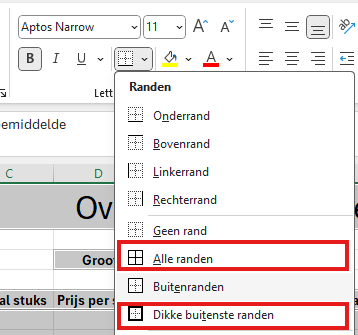 Aptos Narrow 11 A A
B I U A
Lett
Randen
Onderrand
Bovenrand
Linkerrand
Rechterrand
Geen rand
Alle randen
Buitenranden
Dikke buitenste randen
emiddelde
C D
Ov e
Groot
al stuks Prijs per s